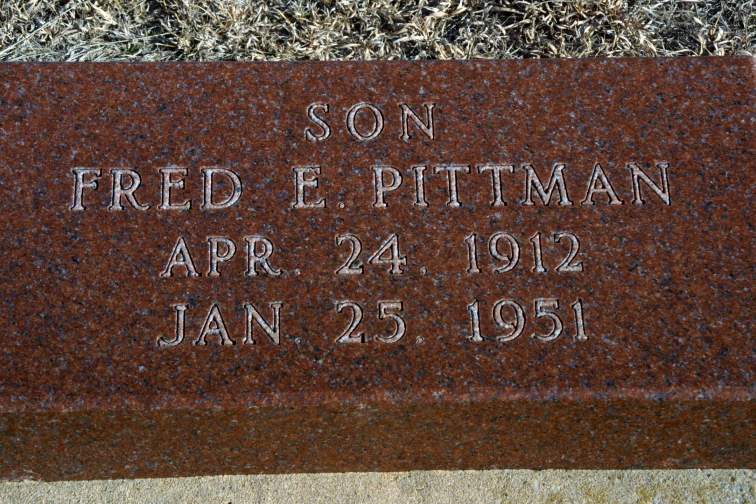 SON
FRED E. PITTMAN
APR. 24. 1912
JAN. 25. 1951